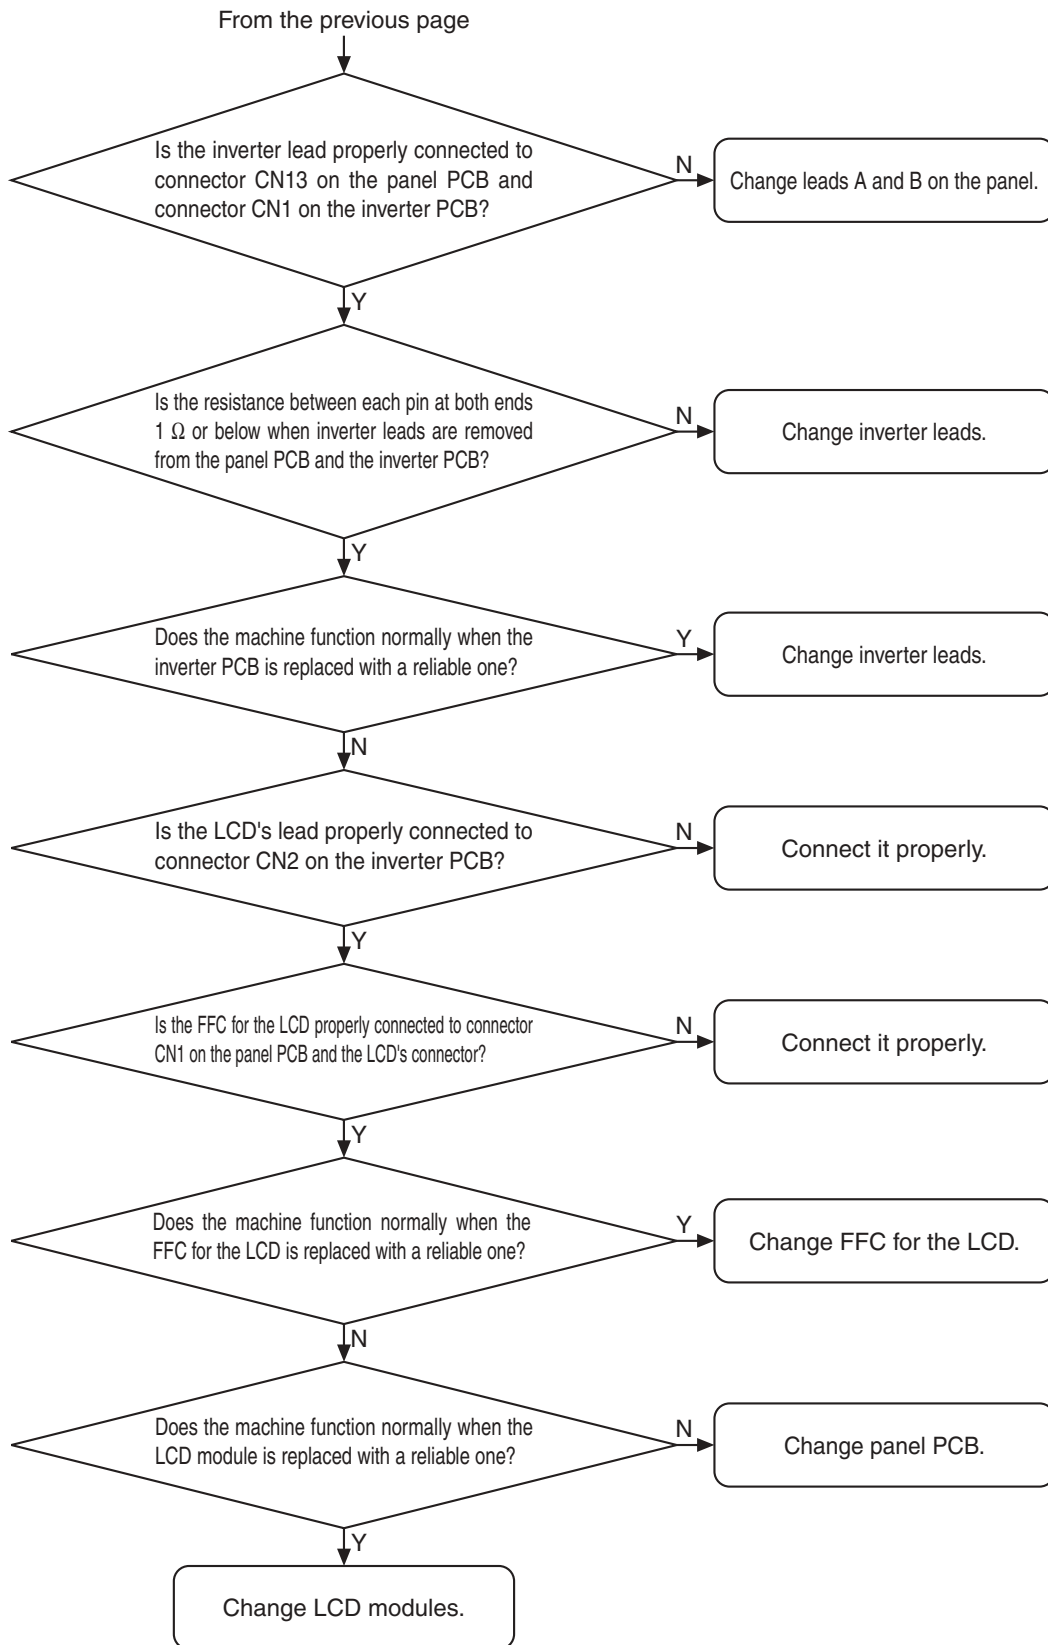 From the previous page
Is the inverter lead properly connected to
connector CN13 on the panel PCB and
connector CN1 on the inverter PCB?
N
Change leads A and B on the panel.
Y
Is the resistance between each pin at both ends
1 Ω or below when inverter leads are removed
from the panel PCB and the inverter PCB?
N
Change inverter leads.
Y
Does the machine function normally when the
inverter PCB is replaced with a reliable one?
Y
Change inverter leads.
N
Is the LCD's lead properly connected to
connector CN2 on the inverter PCB?
N
Connect it properly.
Y
Is the FFC for the LCD properly connected to connector
CN1 on the panel PCB and the LCD's connector?
N
Connect it properly.
Y
Does the machine function normally when the
FFC for the LCD is replaced with a reliable one?
Y
Change FFC for the LCD.
N
Does the machine function normally when the
LCD module is replaced with a reliable one?
N
Change panel PCB.
Y
Change LCD modules.